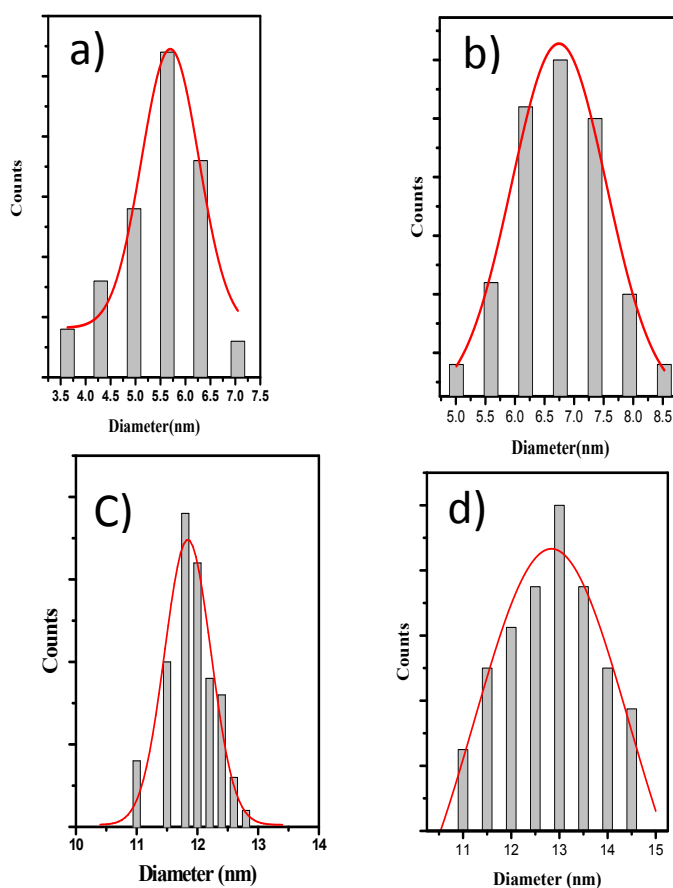 a)
Counts
3.5 4.0 4.5 5.0 5.5 6.0 6.5 7.0 7.5
Diameter(nm)
b)
Counts
5.0 5.5 6.0 6.5 7.0 7.5 8.0 8.5
Diameter(nm)
C)
Counts
10 11 12 13 14
Diameter (nm)
d)
Counts
11 12 13 14 15
Diameter (nm)